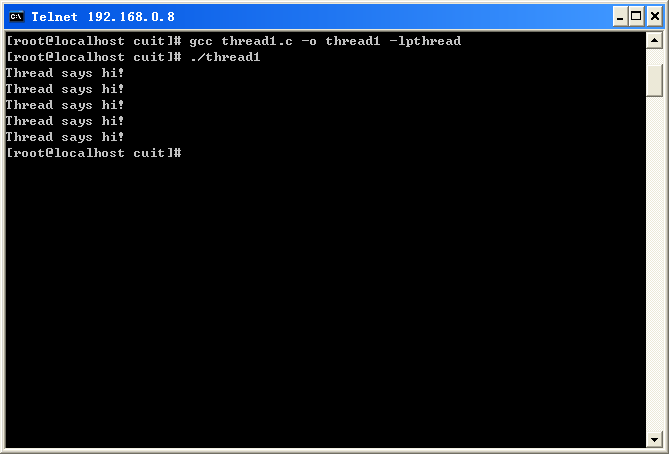 Telnet 192.168.0.8
[root@localhost cuit]# gcc thread1.c -o thread1 -lpthread
[root@localhost cuit]# ./thread1
Thread says hi!
Thread says hi!
Thread says hi!
Thread says hi!
Thread says hi!
[root@localhost cuit]#